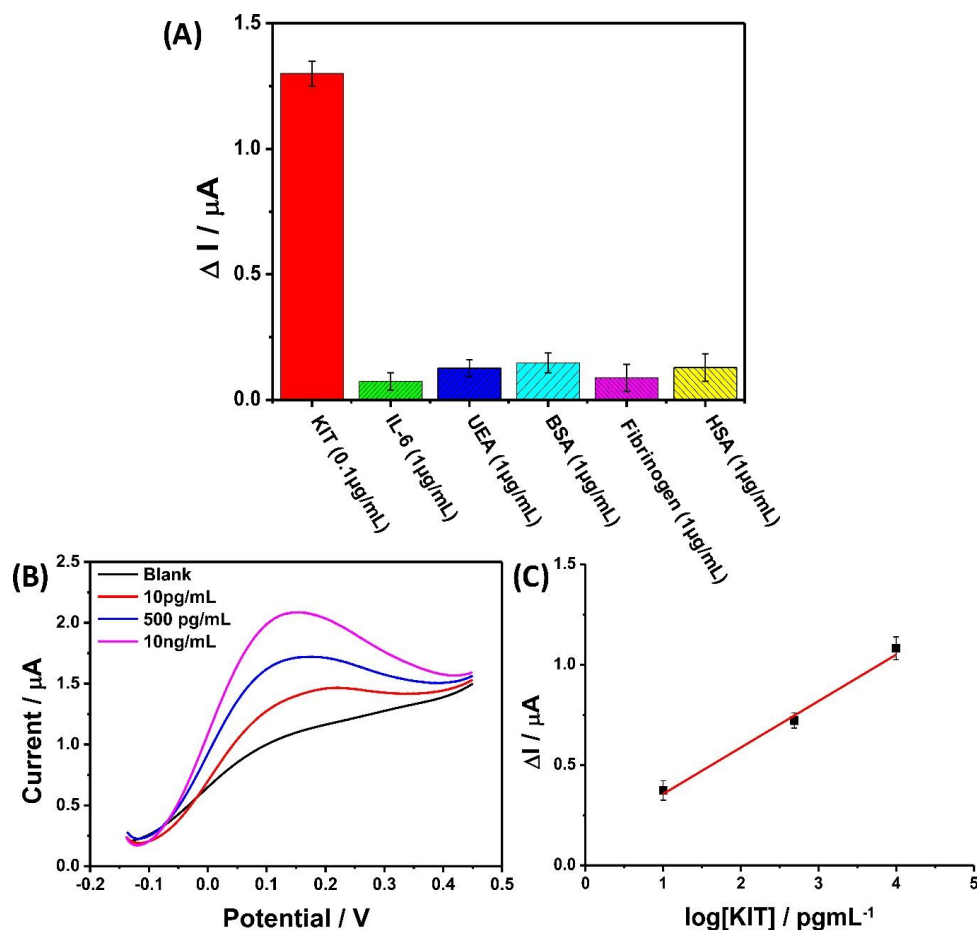 (A)
1.5
1.0
0.5
0.0
Δ I / μA
KIT (0.1μg/mL)
IL-6 (1μg/mL)
UEA (1μg/mL)
BSA (1μg/mL)
Fibrinogen (1μg/mL)
HSA (1μg/mL)
(B)
2.5
2.0
1.5
1.0
0.5
0.0
Current / μA
Blank
10pg/mL
500 pg/mL
10ng/mL
-0.2 -0.1 0.0 0.1 0.2 0.3 0.4 0.5
Potential / V
(C)
1.5
1.0
0.5
0.0
ΔI / μA
0 1 2 3 4 5
log[KIT] / pgmL⁻¹